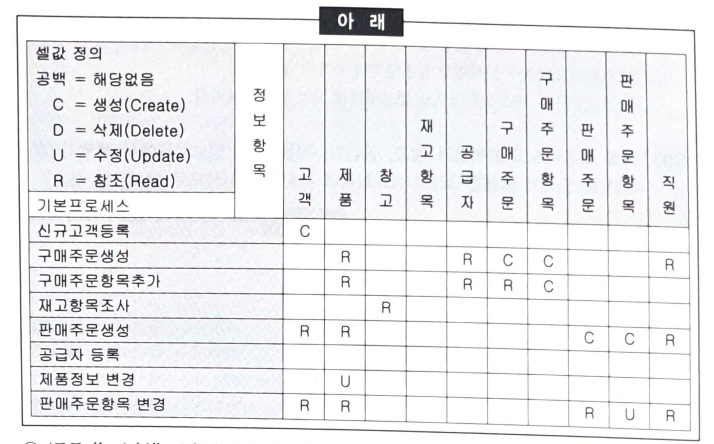 아 래
셀값 정의
공백 = 해당없음
C = 생성(Create)
D = 삭제(Delete)
U = 수정(Update)
R = 참조(Read)
기본프로세스
정보항목
고객
제품
창고
재고항목
공급자
구매주문
구매주문항목
판매주문
판매주문항목
직원
신규고객등록 C
구매주문생성 R R C C R
구매주문항목추가 R R R C
재고항목조사 R
판매주문생성 R R C C R
공급자 등록
제품정보 변경 U
판매주문항목 변경 R R R U R